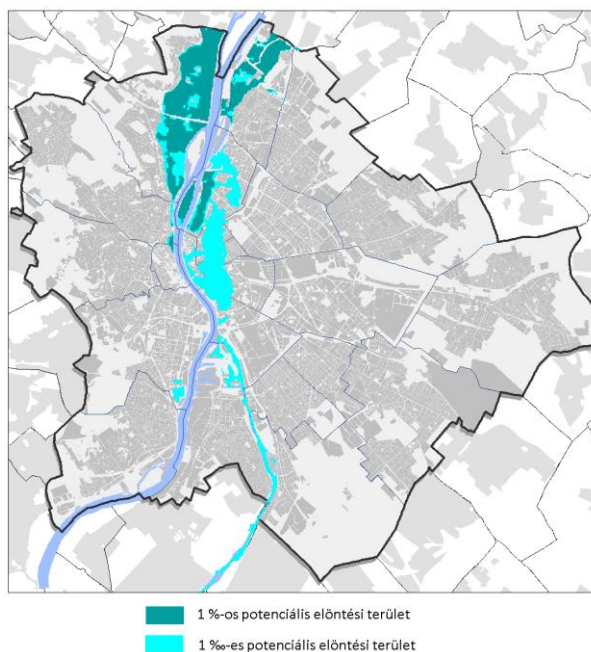 1 %-os potenciális elöntési terület
1 ‰-es potenciális elöntési terület